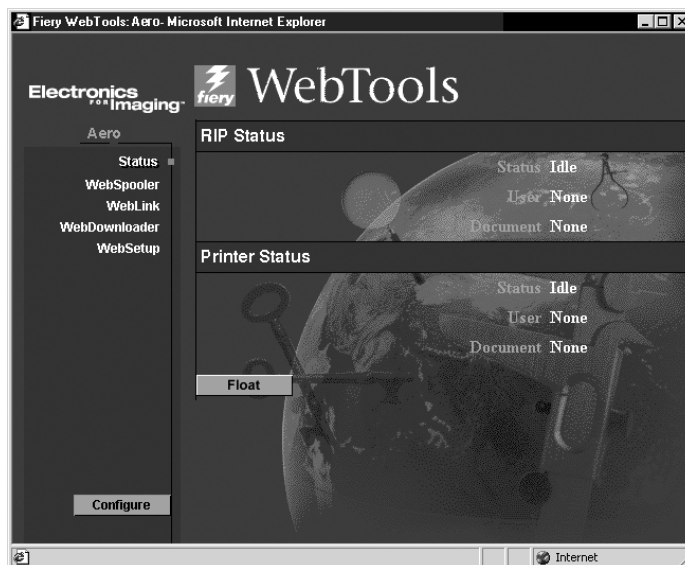 Fiery WebTools: Aero- Microsoft Internet Explorer
Electronics
FOR Imaging™
fiery
WebTools
Aero
Status
WebSpooler
WebLink
WebDownloader
WebSetup
Configure
RIP Status
Status Idle
User None
Document None
Printer Status
Status Idle
User None
Document None
Float
Internet